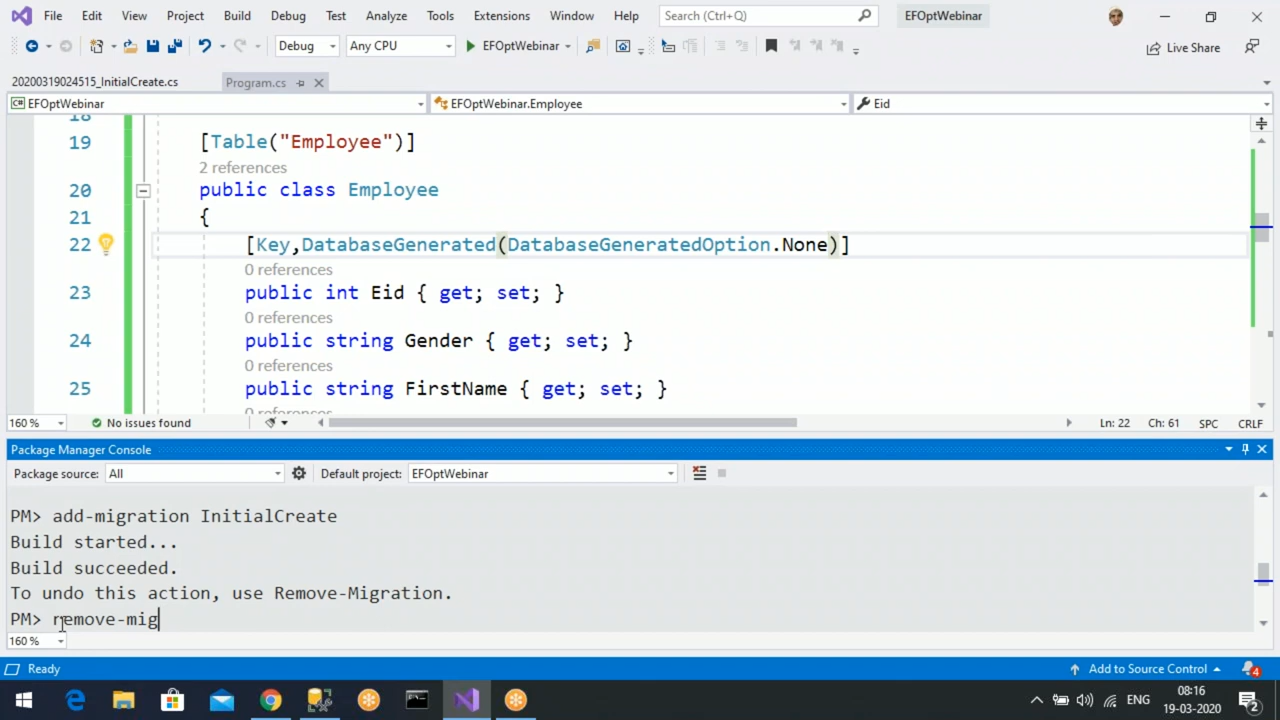 File Edit View Project Build Debug Test Analyze Tools Extensions Window Help Search (Ctrl+Q) EFOptWebinar
Debug Any CPU EFOptWebinar Live Share
20200319024515_InitialCreate.cs Program.cs
C# EFOptWebinar EFOptWebinar.Employee Eid
18
19 [Table("Employee")]
2 references
20 public class Employee
21 {
22 [Key,DatabaseGenerated(DatabaseGeneratedOption.None)]
0 references
23 public int Eid { get; set; }
0 references
24 public string Gender { get; set; }
0 references
25 public string FirstName { get; set; }
0 references
160 % No issues found Ln: 22 Ch: 61 SPC CRLF
Package Manager Console
Package source: All Default project: EFOptWebinar
PM> add-migration InitialCreate
Build started...
Build succeeded.
To undo this action, use Remove-Migration.
PM> remove-mig
160 %
Ready Add to Source Control 4
ENG 08:16
19-03-2020 2